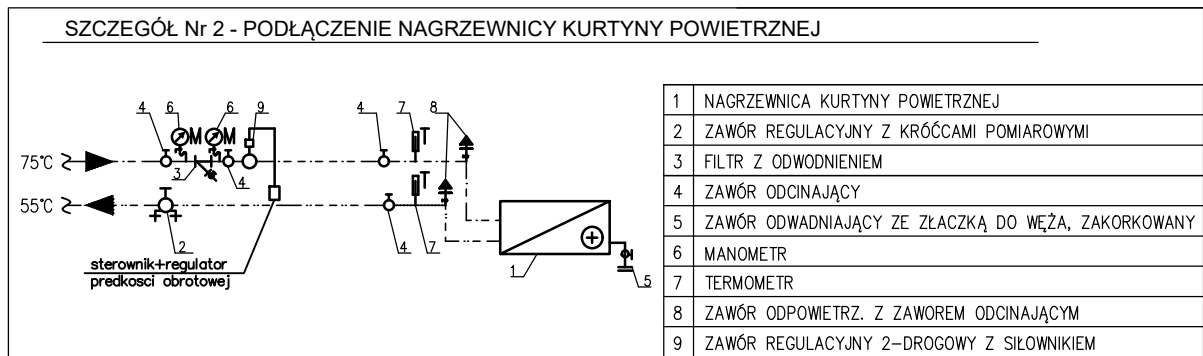 SZCZEGÓŁ Nr 2 - PODŁĄCZENIE NAGRZEWNICY KURTYNY POWIETRZNEJ
4 6 6 9 4 7 8
M M T
75°C
3 4
T
55°C
2 4 7
sterownik+regulator
predkosci obrotowej
1 5
1 NAGRZEWNICA KURTYNY POWIETRZNEJ
2 ZAWÓR REGULACYJNY Z KRÓĆCAMI POMIAROWYMI
3 FILTR Z ODWODNIENIEM
4 ZAWÓR ODCINAJĄCY
5 ZAWÓR ODWADNIAJĄCY ZE ZŁACZKĄ DO WĘŻA, ZAKORKOWANY
6 MANOMETR
7 TERMOMETR
8 ZAWÓR ODPOWIETRZ. Z ZAWOREM ODCINAJĄCYM
9 ZAWÓR REGULACYJNY 2-DROGOWY Z SIŁOWNIKIEM